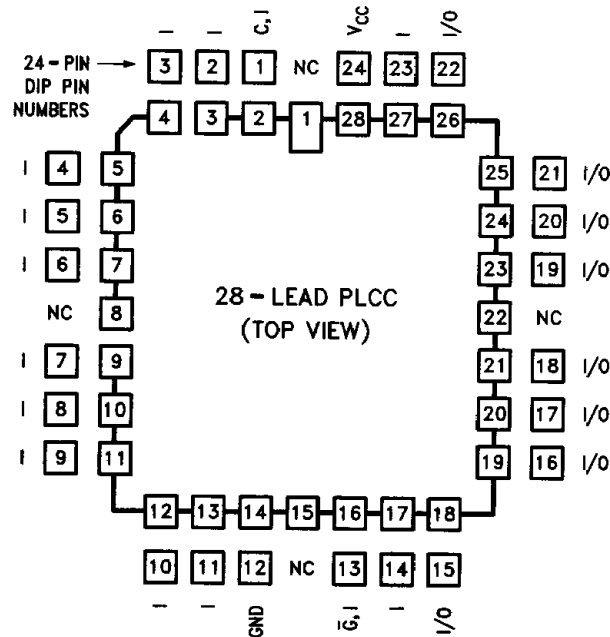 I I C, I VCC I I/O
24-PIN DIP PIN NUMBERS 3 2 1 NC 24 23 22
4 3 2 1 28 27 26
I 4 5 25 21 I/O
I 5 6 24 20 I/O
I 6 7 23 19 I/O
NC 8 22 NC
28-LEAD PLCC
(TOP VIEW)
I 7 9 21 18 I/O
I 8 10 20 17 I/O
I 9 11 19 16 I/O
12 13 14 15 16 17 18
10 11 12 NC 13 14 15
I I GND G̅, I I I/O